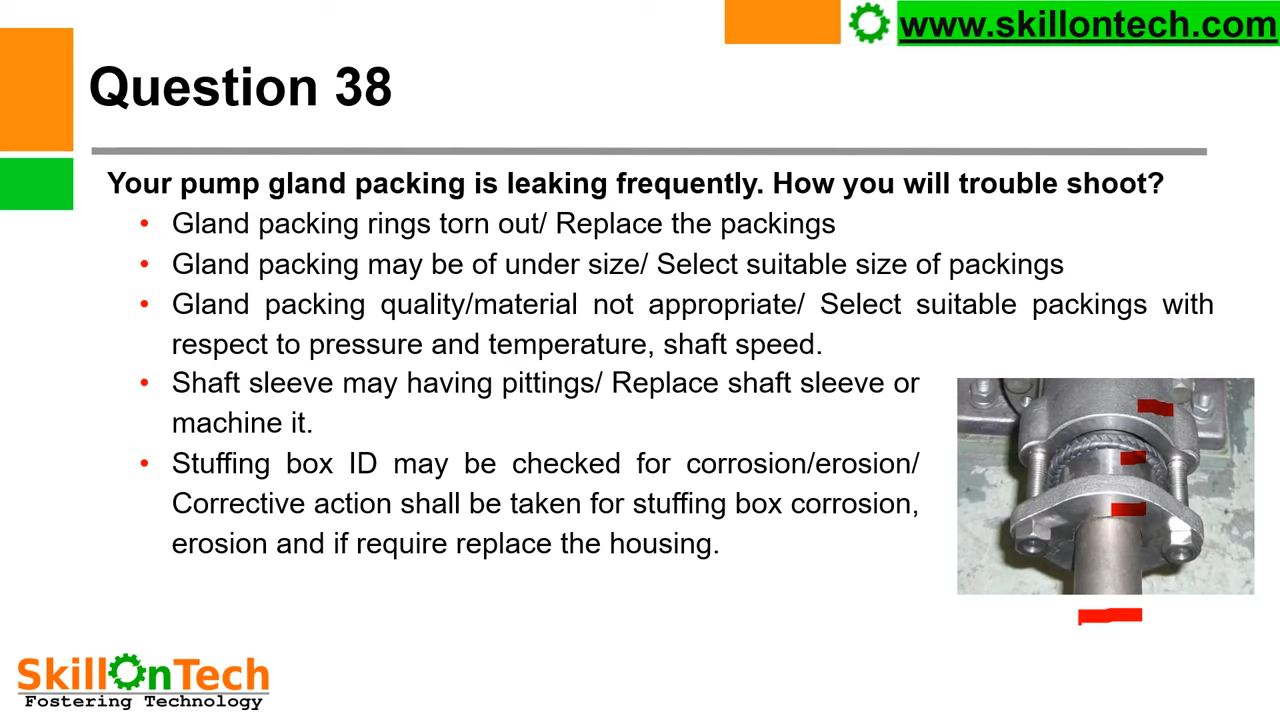 www.skillontech.com
Question 38
Your pump gland packing is leaking frequently. How you will trouble shoot?
• Gland packing rings torn out/ Replace the packings
• Gland packing may be of under size/ Select suitable size of packings
• Gland packing quality/material not appropriate/ Select suitable packings with
respect to pressure and temperature, shaft speed.
• Shaft sleeve may having pittings/ Replace shaft sleeve or
machine it.
• Stuffing box ID may be checked for corrosion/erosion/
Corrective action shall be taken for stuffing box corrosion,
erosion and if require replace the housing.
SkillOnTech
Fostering Technology